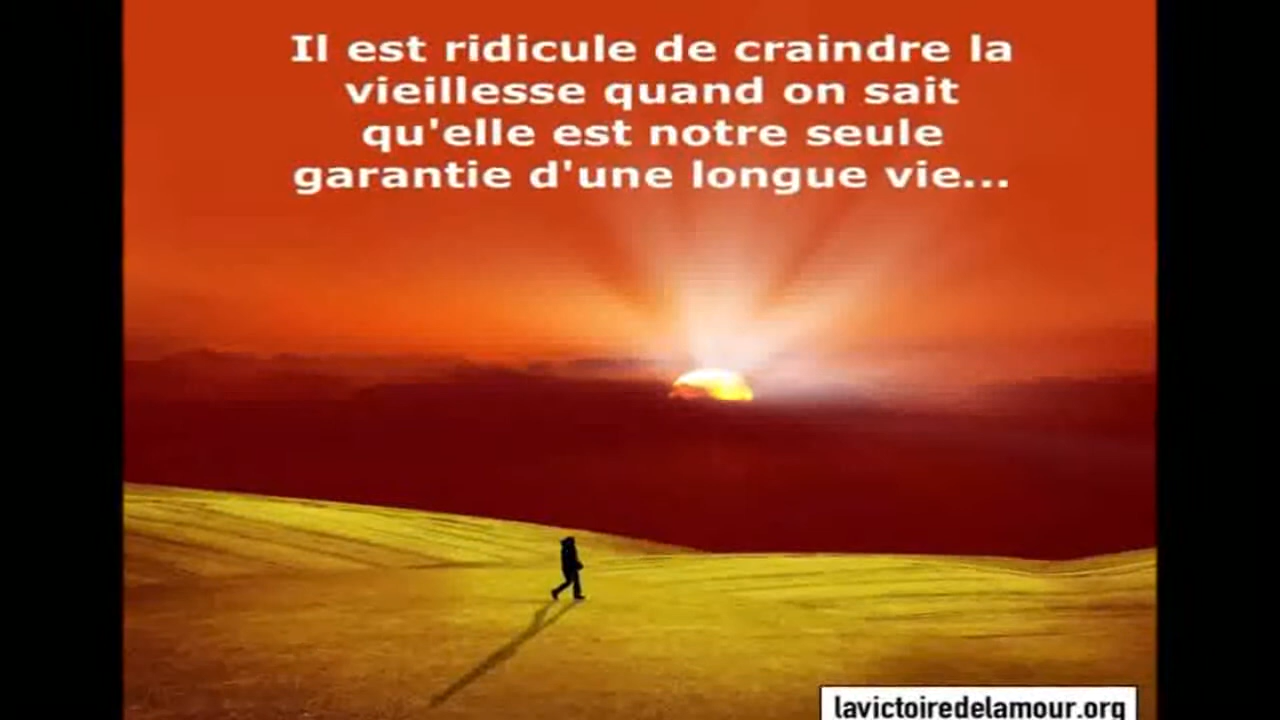 Il est ridicule de craindre la
vieillesse quand on sait
qu'elle est notre seule
garantie d'une longue vie...
lavictoiredelamour.org